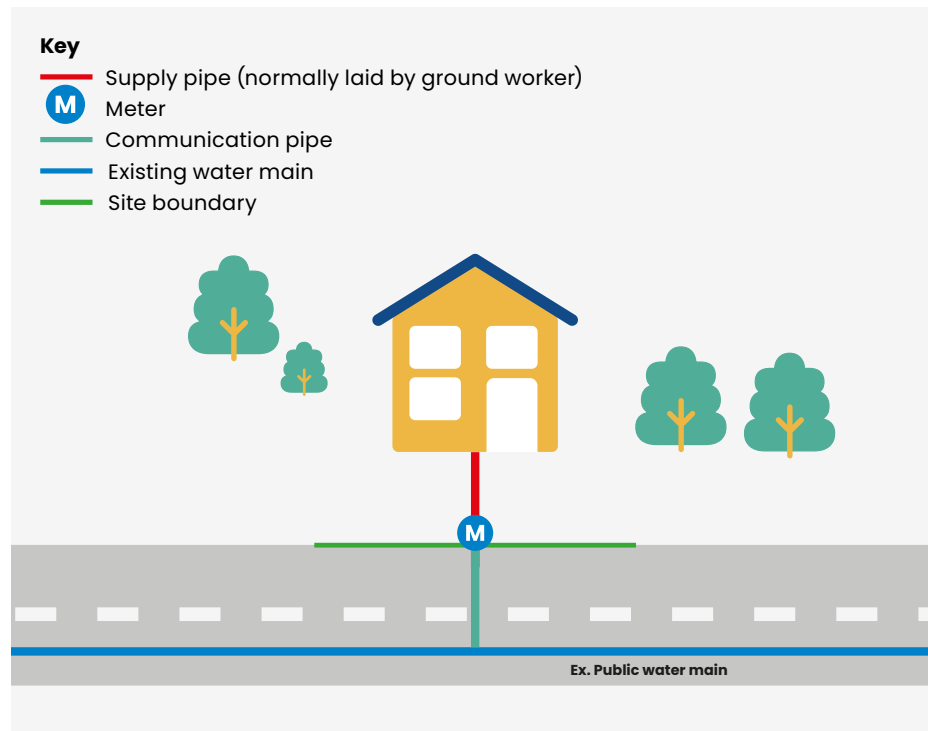 Key
Supply pipe (normally laid by ground worker)
M
Meter
Communication pipe
Existing water main
Site boundary
M
Ex. Public water main